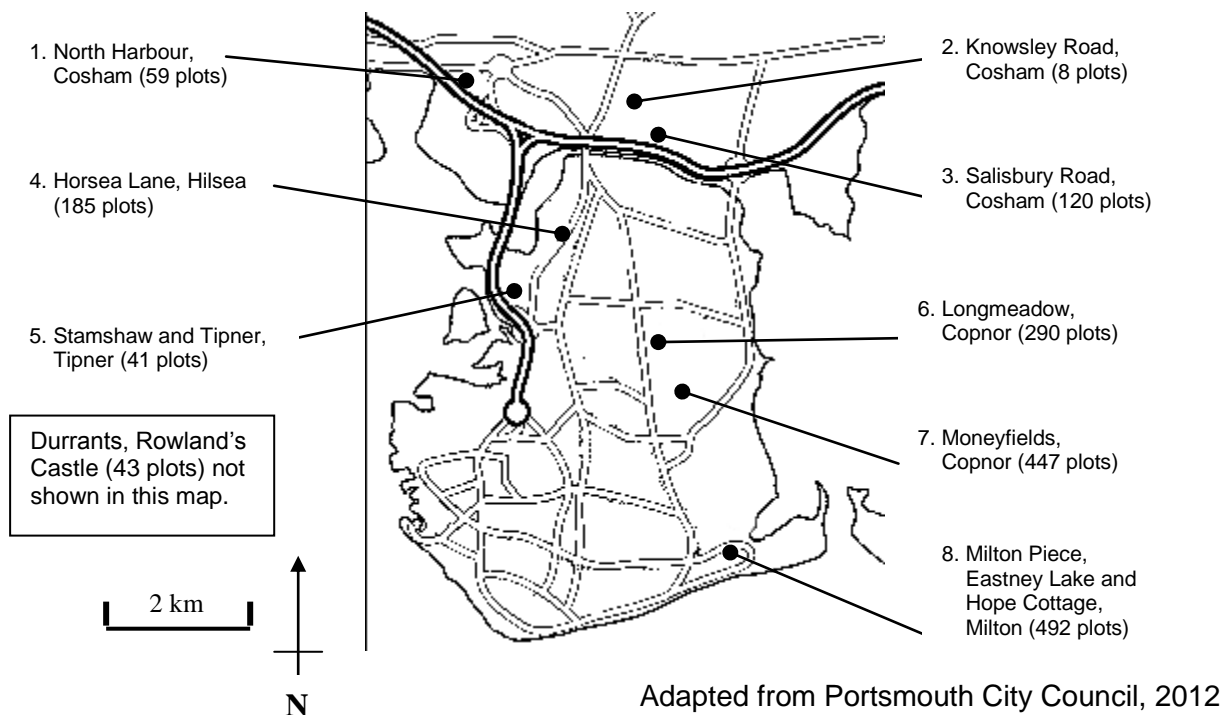 1. North Harbour,
Cosham (59 plots)
2. Knowsley Road,
Cosham (8 plots)
3. Salisbury Road,
Cosham (120 plots)
4. Horsea Lane, Hilsea
(185 plots)
5. Stamshaw and Tipner,
Tipner (41 plots)
6. Longmeadow,
Copnor (290 plots)
7. Moneyfields,
Copnor (447 plots)
8. Milton Piece,
Eastney Lake and
Hope Cottage,
Milton (492 plots)
Durrants, Rowland's
Castle (43 plots) not
shown in this map.
2 km
N
Adapted from Portsmouth City Council, 2012